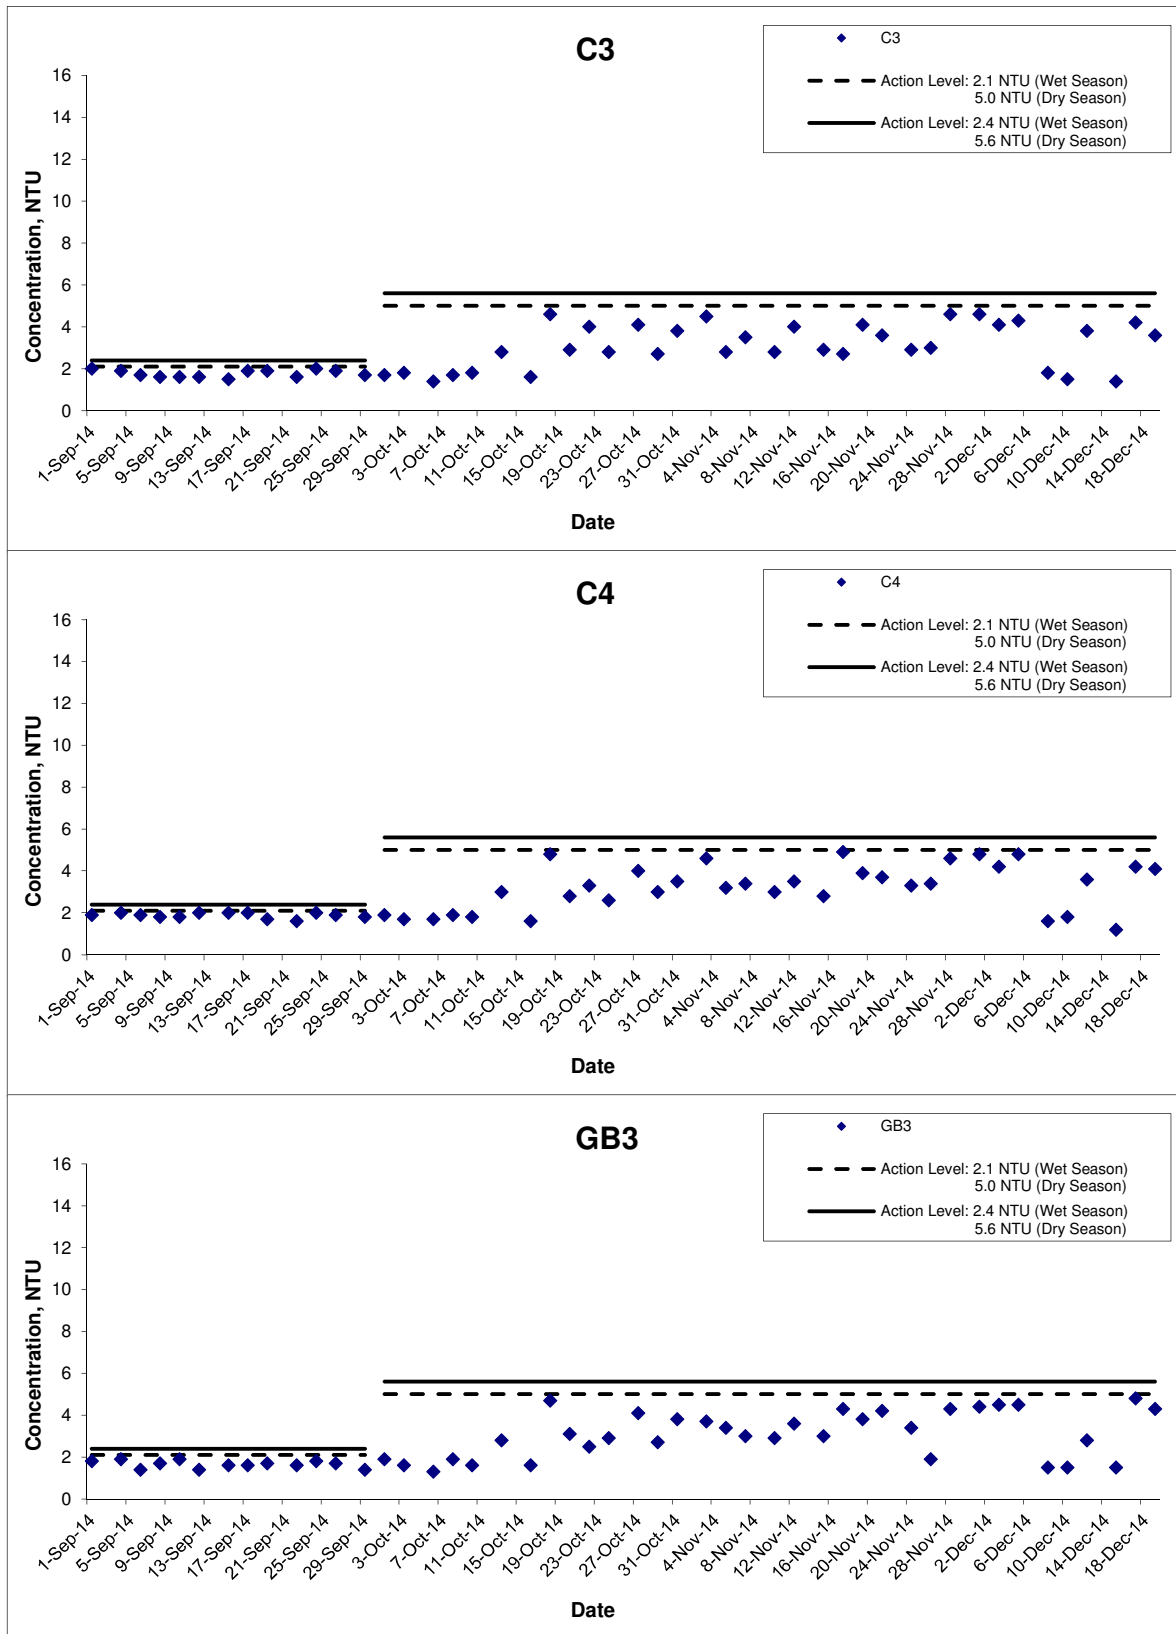 C3
C3
Action Level: 2.1 NTU (Wet Season)
5.0 NTU (Dry Season)
Action Level: 2.4 NTU (Wet Season)
5.6 NTU (Dry Season)
Concentration, NTU
16
14
12
10
8
6
4
2
0
1-Sep-14
5-Sep-14
9-Sep-14
13-Sep-14
17-Sep-14
21-Sep-14
25-Sep-14
29-Sep-14
3-Oct-14
7-Oct-14
11-Oct-14
15-Oct-14
19-Oct-14
23-Oct-14
27-Oct-14
31-Oct-14
4-Nov-14
8-Nov-14
12-Nov-14
16-Nov-14
20-Nov-14
24-Nov-14
28-Nov-14
2-Dec-14
6-Dec-14
10-Dec-14
14-Dec-14
18-Dec-14
Date
C4
C4
Action Level: 2.1 NTU (Wet Season)
5.0 NTU (Dry Season)
Action Level: 2.4 NTU (Wet Season)
5.6 NTU (Dry Season)
Concentration, NTU
16
14
12
10
8
6
4
2
0
1-Sep-14
5-Sep-14
9-Sep-14
13-Sep-14
17-Sep-14
21-Sep-14
25-Sep-14
29-Sep-14
3-Oct-14
7-Oct-14
11-Oct-14
15-Oct-14
19-Oct-14
23-Oct-14
27-Oct-14
31-Oct-14
4-Nov-14
8-Nov-14
12-Nov-14
16-Nov-14
20-Nov-14
24-Nov-14
28-Nov-14
2-Dec-14
6-Dec-14
10-Dec-14
14-Dec-14
18-Dec-14
Date
GB3
GB3
Action Level: 2.1 NTU (Wet Season)
5.0 NTU (Dry Season)
Action Level: 2.4 NTU (Wet Season)
5.6 NTU (Dry Season)
Concentration, NTU
16
14
12
10
8
6
4
2
0
1-Sep-14
5-Sep-14
9-Sep-14
13-Sep-14
17-Sep-14
21-Sep-14
25-Sep-14
29-Sep-14
3-Oct-14
7-Oct-14
11-Oct-14
15-Oct-14
19-Oct-14
23-Oct-14
27-Oct-14
31-Oct-14
4-Nov-14
8-Nov-14
12-Nov-14
16-Nov-14
20-Nov-14
24-Nov-14
28-Nov-14
2-Dec-14
6-Dec-14
10-Dec-14
14-Dec-14
18-Dec-14
Date